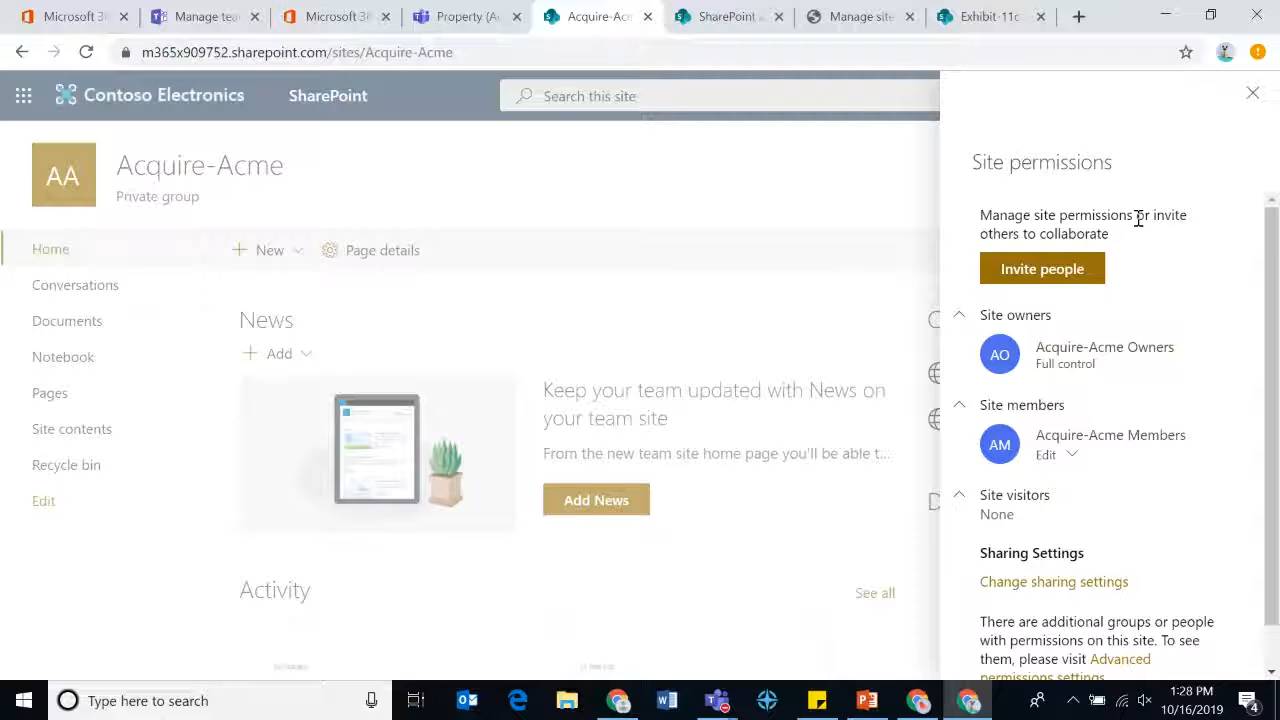 Microsoft 36
Microsoft 3
Property (A
Acquire-Ac
SharePoint
Manage site
Exhibit 11e
m365x909752.sharepoint.com/sites/Acquire-Acme
Contoso Electronics
SharePoint
Search this site
AA
Acquire-Acme
Private group
Home
Conversations
Documents
Notebook
Pages
Site contents
Recycle bin
Edit
New
Page details
News
Add
Keep your team updated with News on
your team site
From the new team site home page you'll be able t...
Add News
Activity
See all
Site permissions
Manage site permissions or invite
others to collaborate
Invite people
Site owners
AO
Acquire-Acme Owners
Full control
Site members
AM
Acquire-Acme Members
Edit
Site visitors
None
Sharing Settings
Change sharing settings
There are additional groups or people
with permissions on this site. To see
them, please visit Advanced
permissions settings
Type here to search
1:28 PM
10/16/2019
4